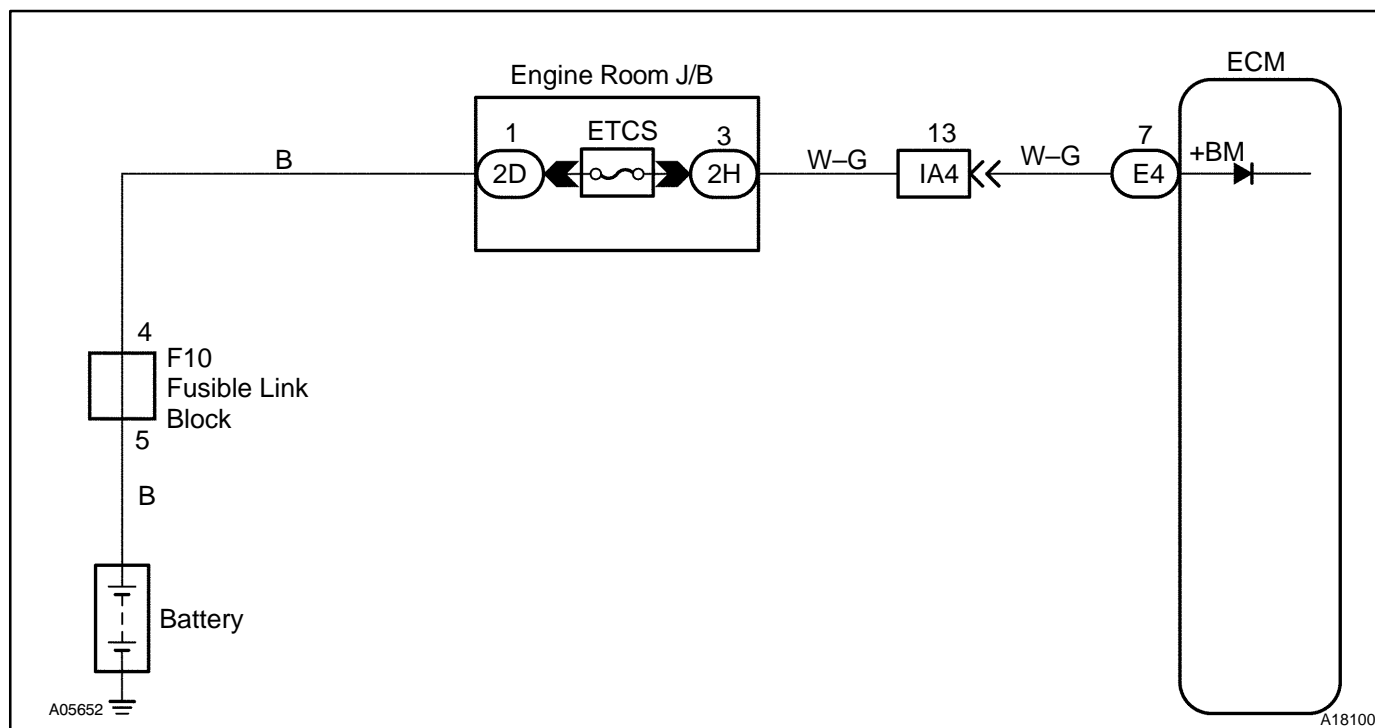 ECM
Engine Room J/B
1
ETCS
3
13
7
B
2D
2H
W–G
IA4
W–G
E4
+BM
4
F10
Fusible Link
Block
5
B
Battery
A05652
A18100